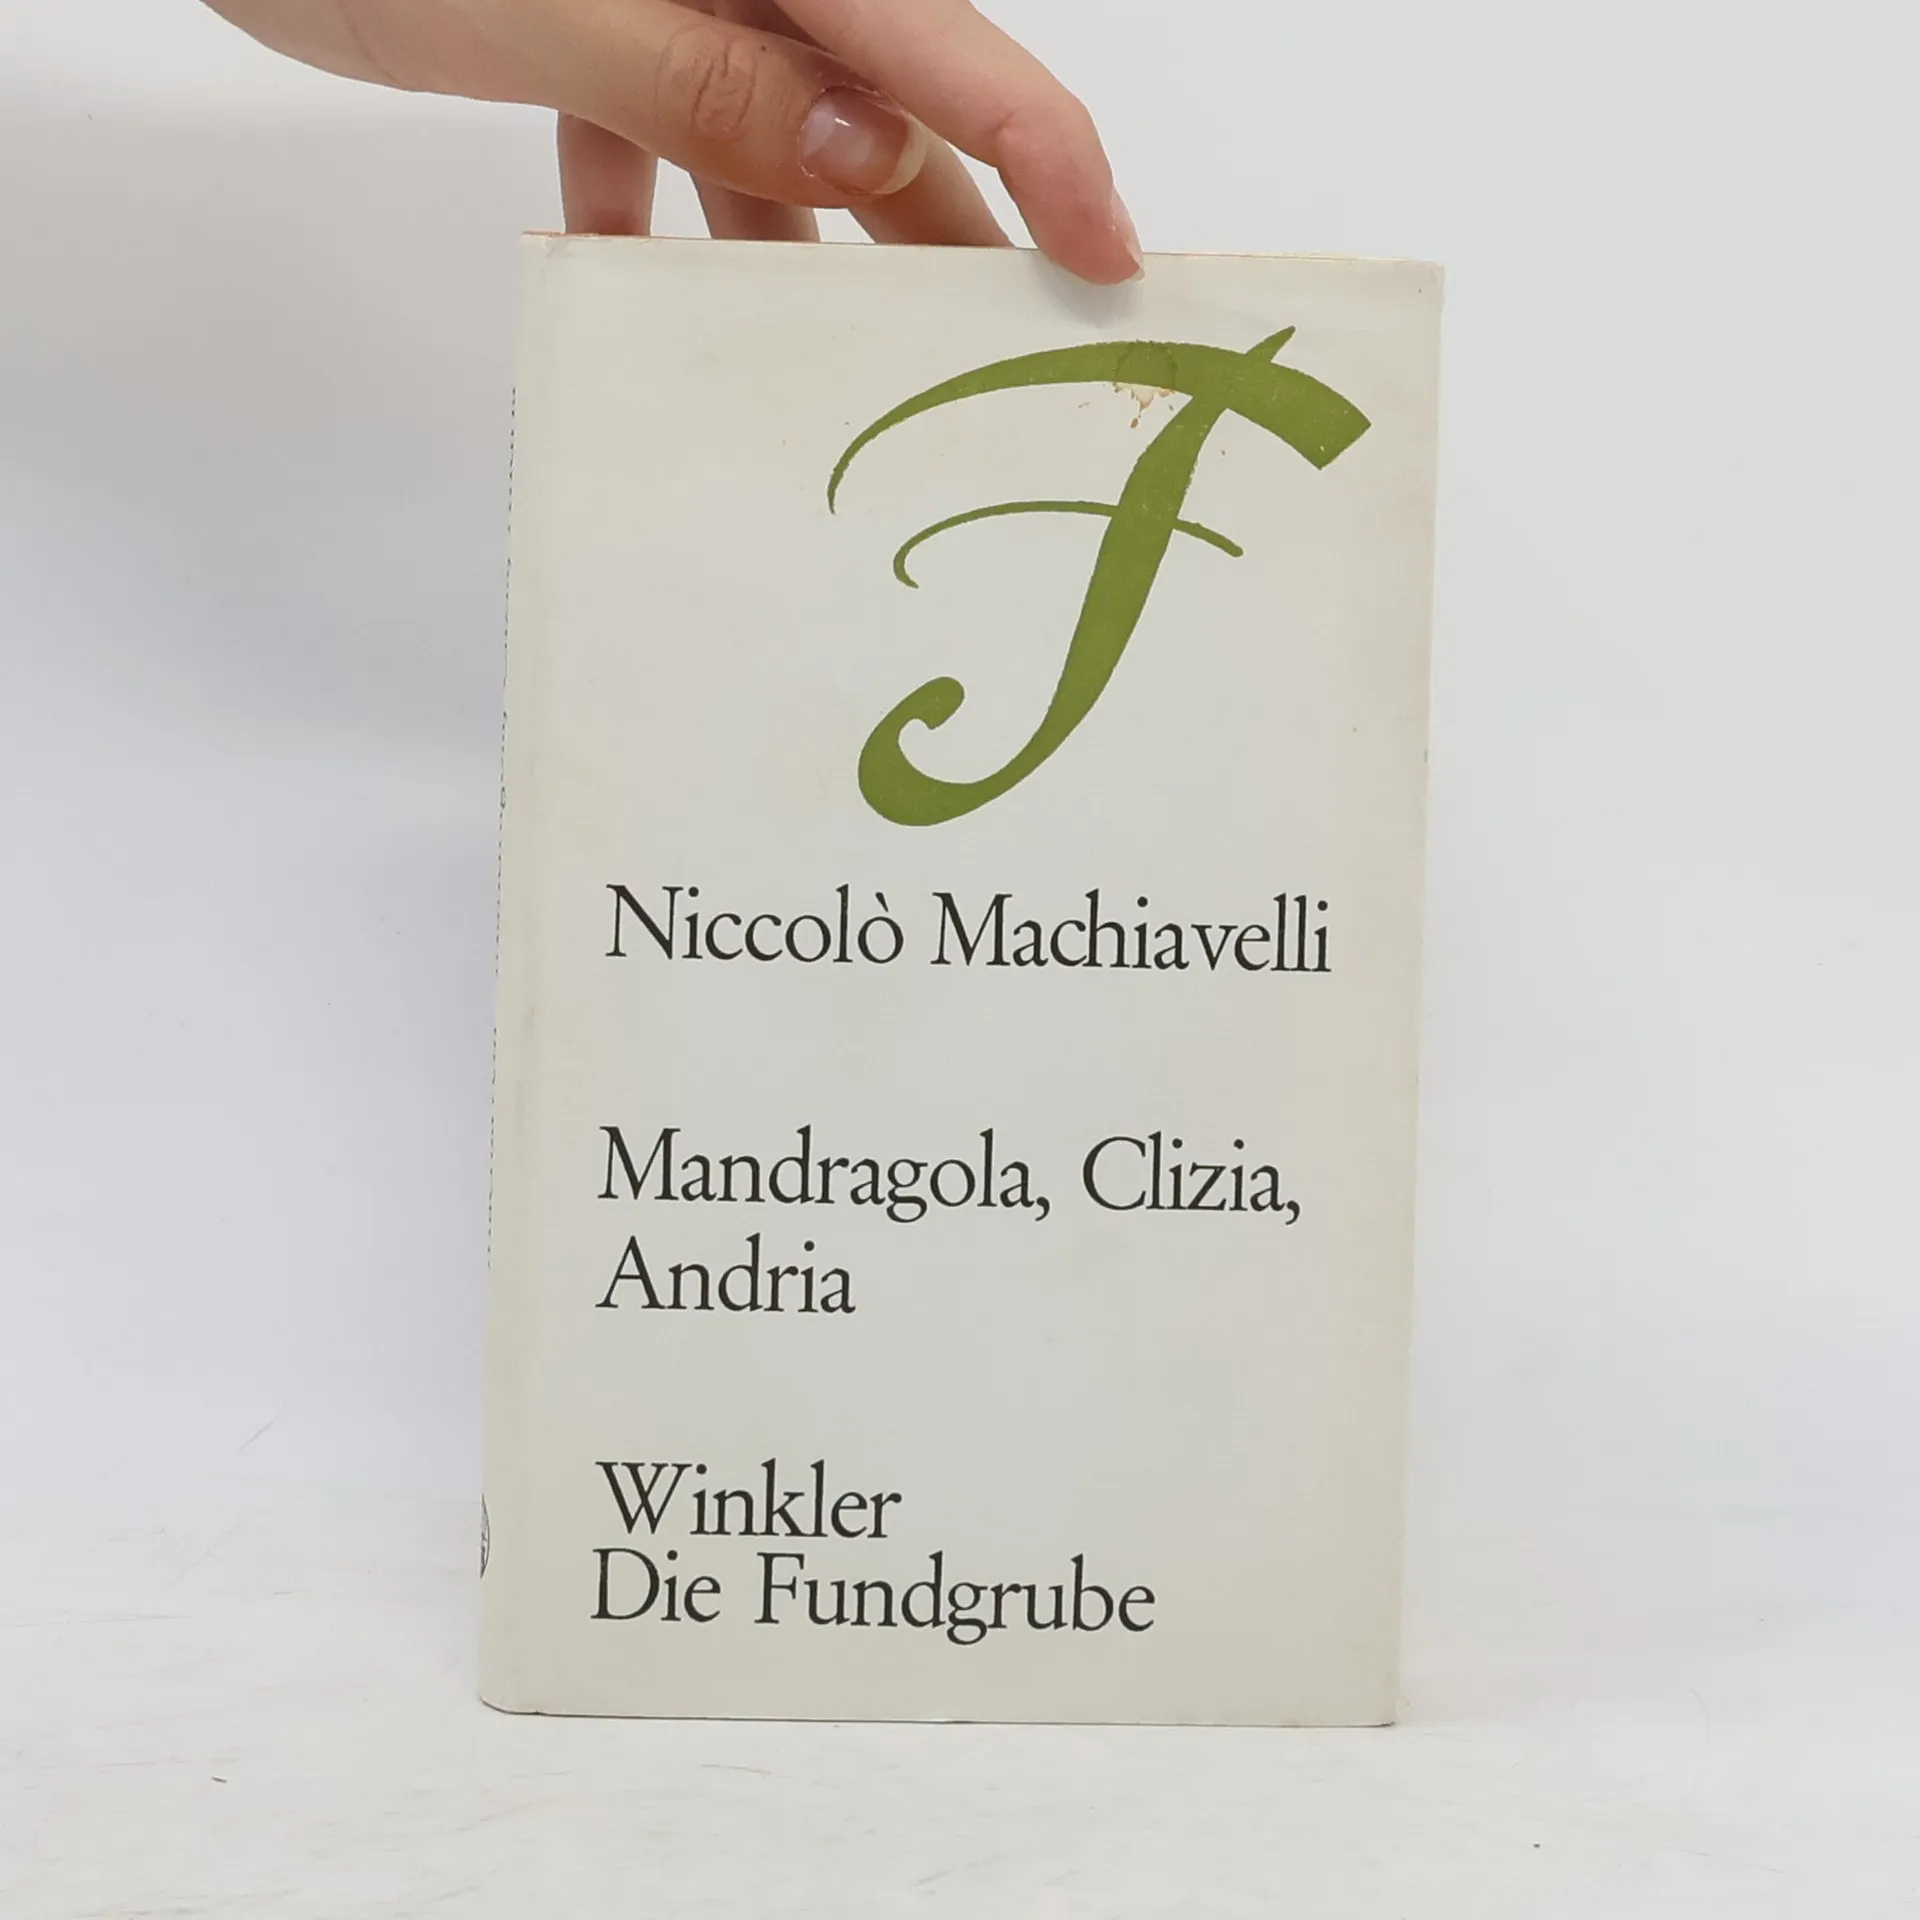 F
Niccolò Machiavelli
Mandragola, Clizia,
Andria
Winkler
Die Fundgrube